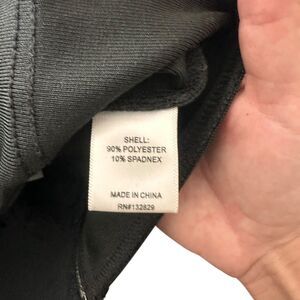 SHELL:
90% POLYESTER
10% SPADNEX
MADE IN CHINA
RN#132829